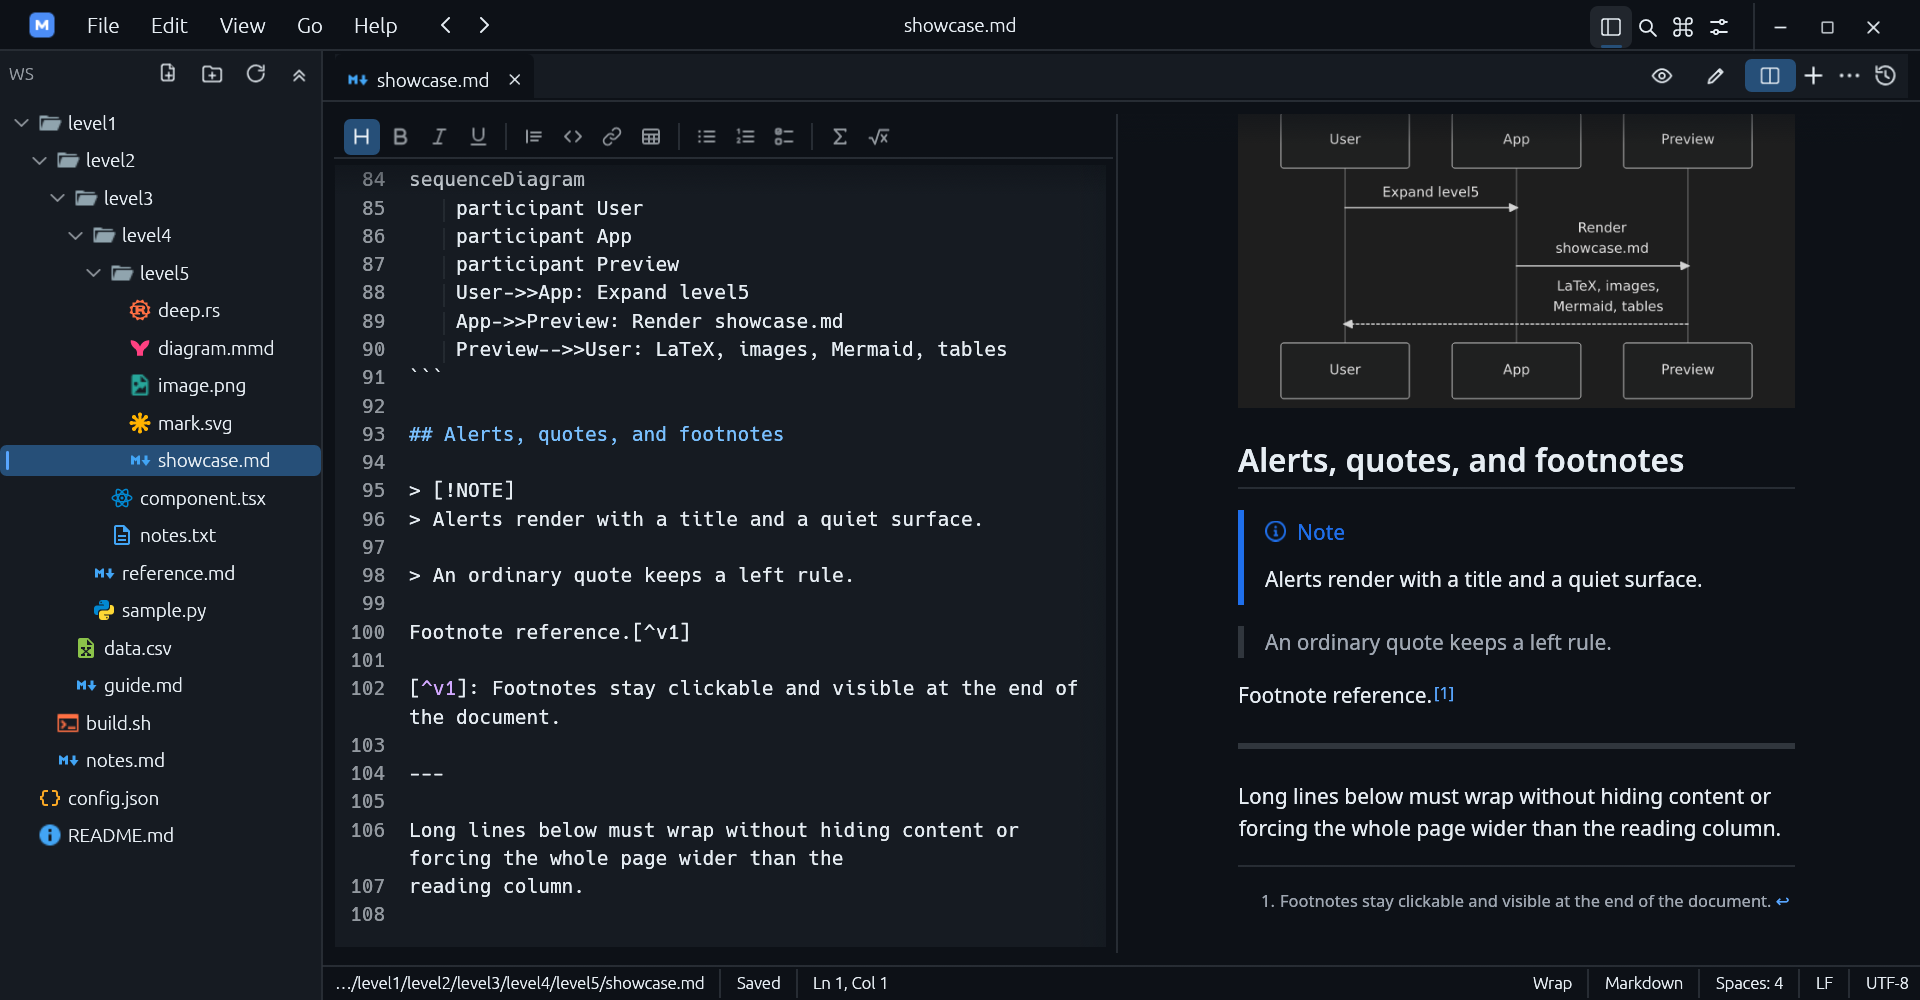 M File Edit View Go Help showcase.md
WS
level1
level2
level3
level4
level5
deep.rs
diagram.mmd
image.png
mark.svg
showcase.md
component.tsx
notes.txt
reference.md
sample.py
data.csv
guide.md
build.sh
notes.md
config.json
README.md
showcase.md
H B I U
84 sequenceDiagram
85 participant User
86 participant App
87 participant Preview
88 User->>App: Expand level5
89 App->>Preview: Render showcase.md
90 Preview-->>User: LaTeX, images, Mermaid, tables
91 ```
92
93 ## Alerts, quotes, and footnotes
94
95 > [!NOTE]
96 > Alerts render with a title and a quiet surface.
97
98 > An ordinary quote keeps a left rule.
99
100 Footnote reference.[^v1]
101
102 [^v1]: Footnotes stay clickable and visible at the end of
the document.
103
104 ---
105
106 Long lines below must wrap without hiding content or
forcing the whole page wider than the
107 reading column.
108
User App Preview
Expand level5
Render
showcase.md
LaTeX, images,
Mermaid, tables
User App Preview
Alerts, quotes, and footnotes
Note
Alerts render with a title and a quiet surface.
An ordinary quote keeps a left rule.
Footnote reference.[1]
Long lines below must wrap without hiding content or
forcing the whole page wider than the reading column.
1. Footnotes stay clickable and visible at the end of the document. ↩
…/level1/level2/level3/level4/level5/showcase.md Saved Ln 1, Col 1 Wrap Markdown Spaces: 4 LF UTF-8